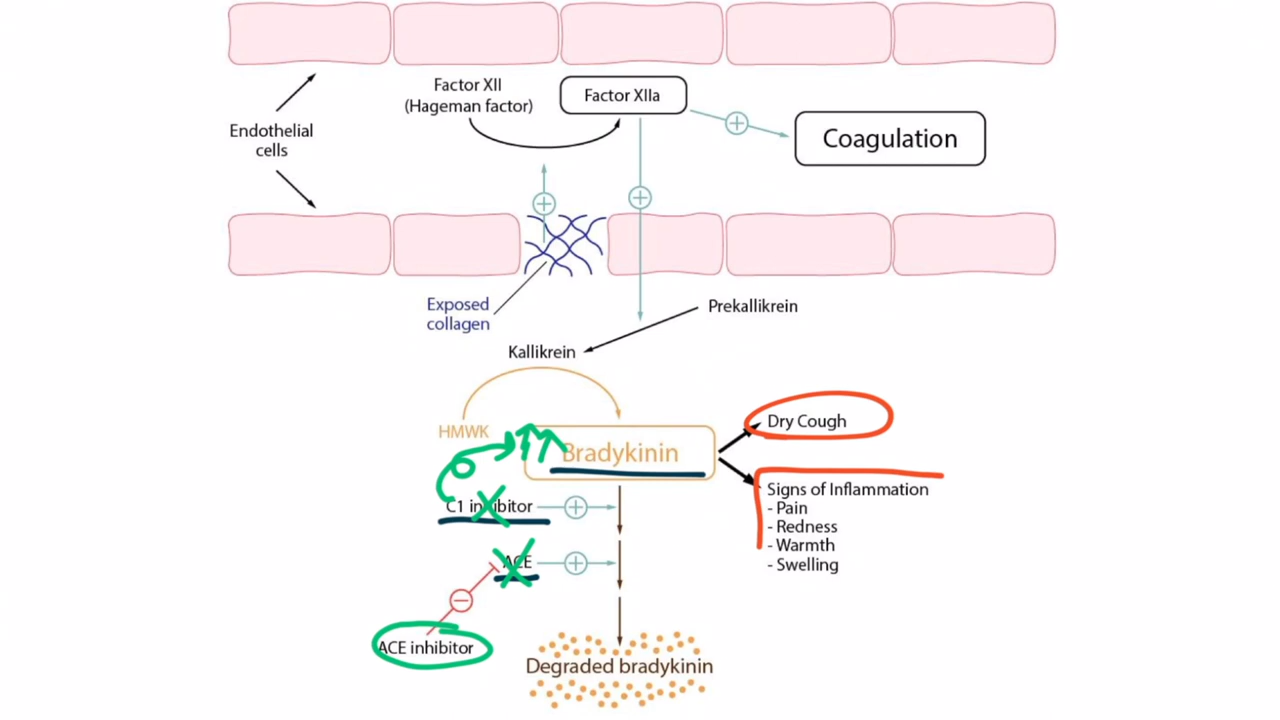 Factor XII
(Hageman factor)
Factor XIIa
Coagulation
Endothelial
cells
Exposed
collagen
Prekallikrein
Kallikrein
HMWK
Bradykinin
Dry Cough
C1 inhibitor
Signs of Inflammation
- Pain
- Redness
- Warmth
- Swelling
ACE
ACE inhibitor
Degraded bradykinin